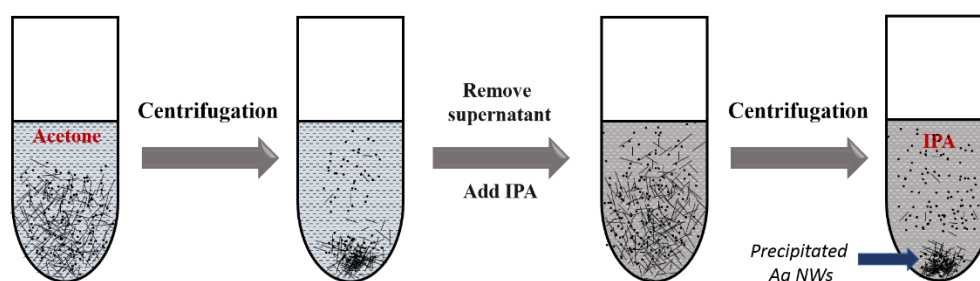 Acetone
Centrifugation
Remove
supernatant
Add IPA
Centrifugation
IPA
Precipitated
Ag NWs